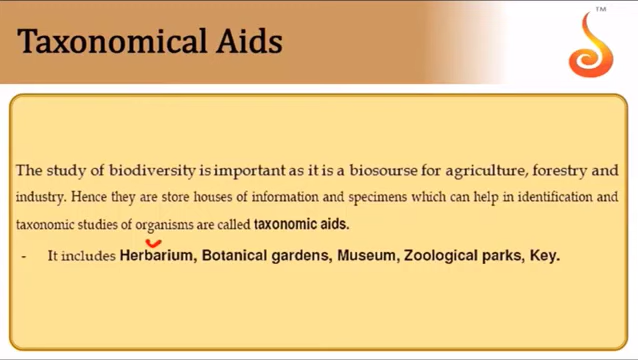 Taxonomical Aids
TM
The study of biodiversity is important as it is a biosourse for agriculture, forestry and
industry. Hence they are store houses of information and specimens which can help in identification and
taxonomic studies of organisms are called taxonomic aids.
- It includes Herbarium, Botanical gardens, Museum, Zoological parks, Key.